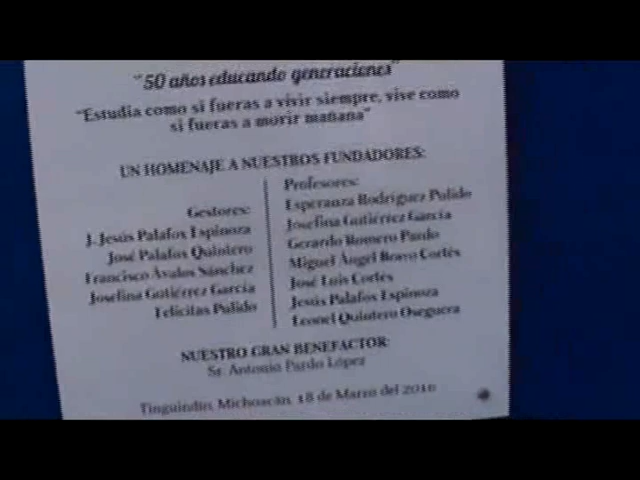 "50 años educando generaciones"
"Estudia como si fueras a vivir siempre, vive como
si fueras a morir mañana"
UN HOMENAJE A NUESTROS FUNDADORES:
Gestores:
J. Jesús Palafox Espinoza
José Palafox Quintero
Francisco Ávalos Sánchez
Josefina Gutiérrez García
Felicitas Pulido
Profesores:
Esperanza Rodríguez Pulido
Josefina Gutiérrez García
Gerardo Romero Pardo
Miguel Ángel Bravo Cortés
José Luis Cortés
Jesús Palafox Espinoza
Leonel Quintero Oseguera
NUESTRO GRAN BENEFACTOR:
Sr. Antonio Pardo López
Tingüindín, Michoacán, 18 de Marzo del 2016